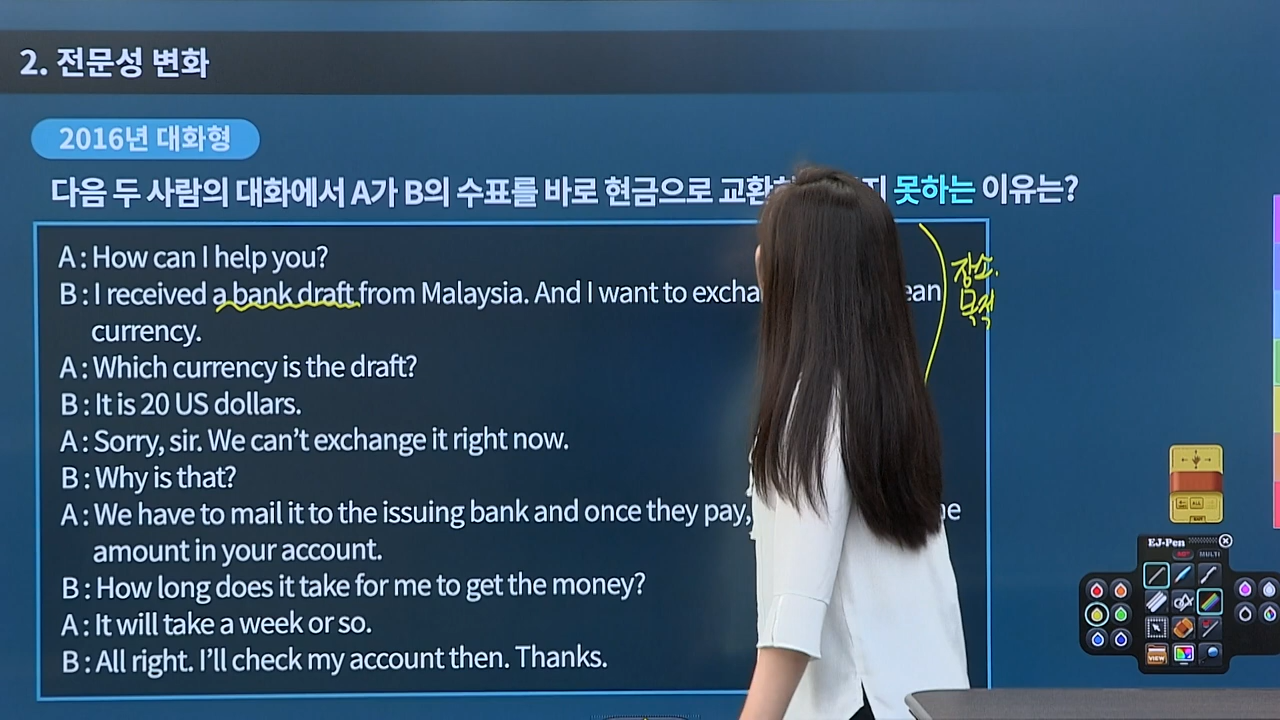 2. 전문성 변화
2016년 대화형
다음 두 사람의 대화에서 A가 B의 수표를 바로 현금으로 못하는 이유는?
A : How can I help you?
B : I received a bank draft from Malaysia. And I want to
currency.
장소.
목적
A : Which currency is the draft?
B : It is 20 US dollars.
A : Sorry, sir. We can't exchange it right now.
B : Why is that?
A : We have to mail it to the issuing bank and once they pay,
amount in your account.
B : How long does it take for me to get the money?
A : It will take a week or so.
B : All right. I'll check my account then. Thanks.
EJ-Pen
MULTI
VIEW